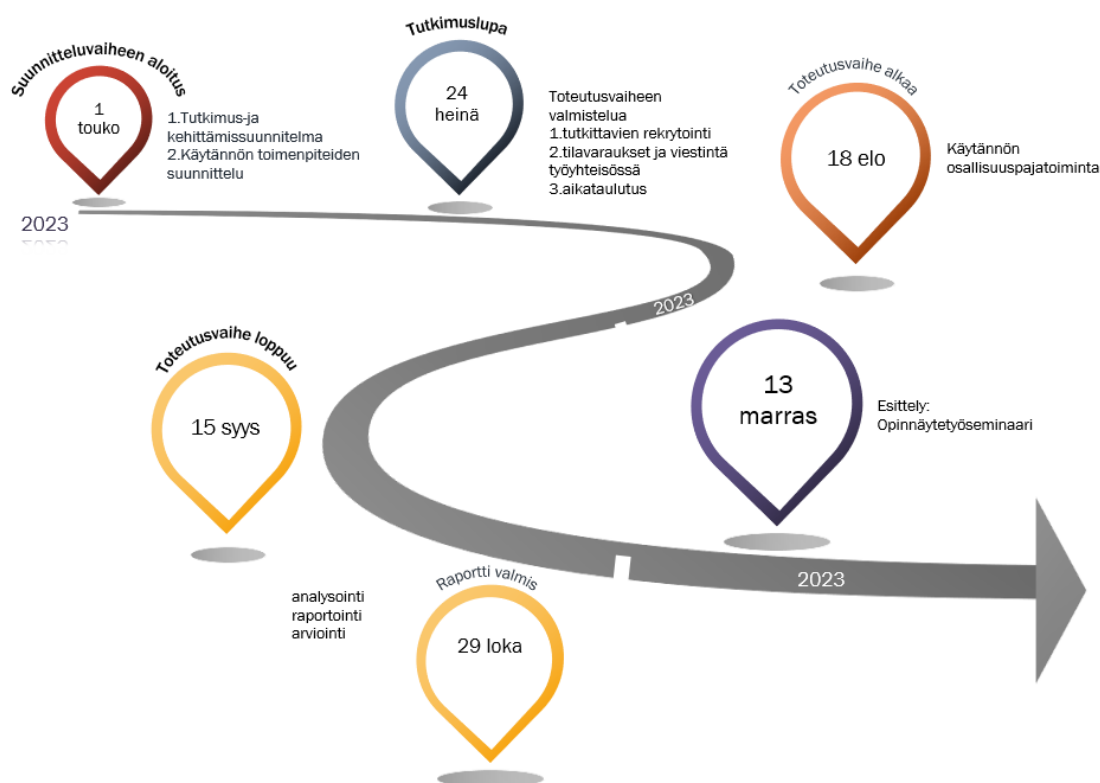 Suunnitteluvaiheen aloitus
1
touko
1.Tutkimus-ja
kehittämissuunnitelma
2.Käytännön toimenpiteiden
suunnittelu
Tutkimuslupa
24
heinä
Toteutusvaiheen
valmistelua
1.tutkittavien rekrytointi
2.tilavaraukset ja viestintä
työyhteisössä
3.aikataulutus
Toteutusvaihe alkaa
18 elo
Käytännön
osallisuuspajatoiminta
2023
2023
Toteutusvaihe loppuu
15 syys
13
marras
Esittely:
Opinnäytetyöseminaari
2023
analysointi
raportointi
arviointi
Raportti valmis
29 loka